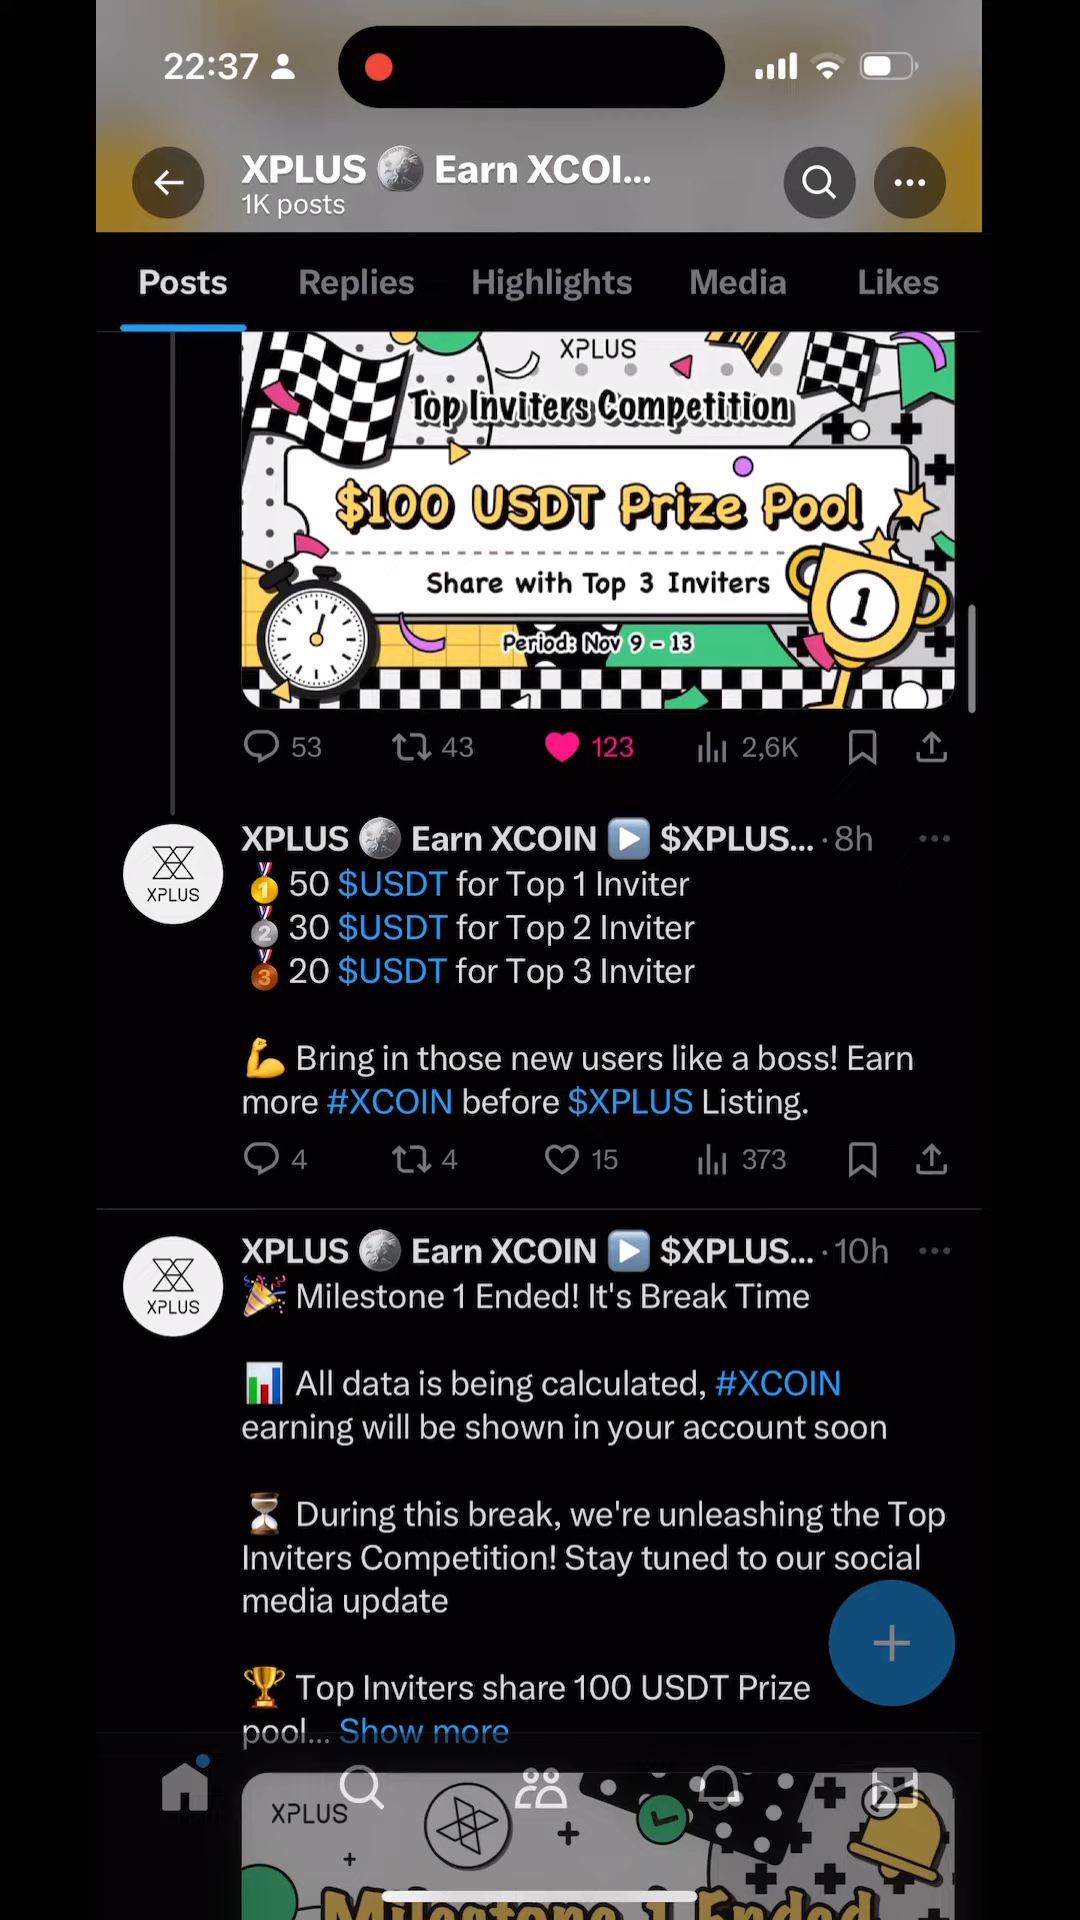 22:37
XPLUS Earn XCOI...
1K posts
Posts Replies Highlights Media Likes
XPLUS
Top Inviters Competition
$100 USDT Prize Pool
Share with Top 3 Inviters
1
Period: Nov 9 - 13
53 43 123 2,6K
XPLUS Earn XCOIN $XPLUS... · 8h
XPLUS
🥇 50 $USDT for Top 1 Inviter
🥈 30 $USDT for Top 2 Inviter
🥉 20 $USDT for Top 3 Inviter
💪 Bring in those new users like a boss! Earn
more #XCOIN before $XPLUS Listing.
4 4 15 373
XPLUS Earn XCOIN $XPLUS... · 10h
XPLUS
🎉 Milestone 1 Ended! It's Break Time
📊 All data is being calculated, #XCOIN
earning will be shown in your account soon
⏳ During this break, we're unleashing the Top
Inviters Competition! Stay tuned to our social
media update
🏆 Top Inviters share 100 USDT Prize
pool... Show more
XPLUS
Milestone 1 Ended